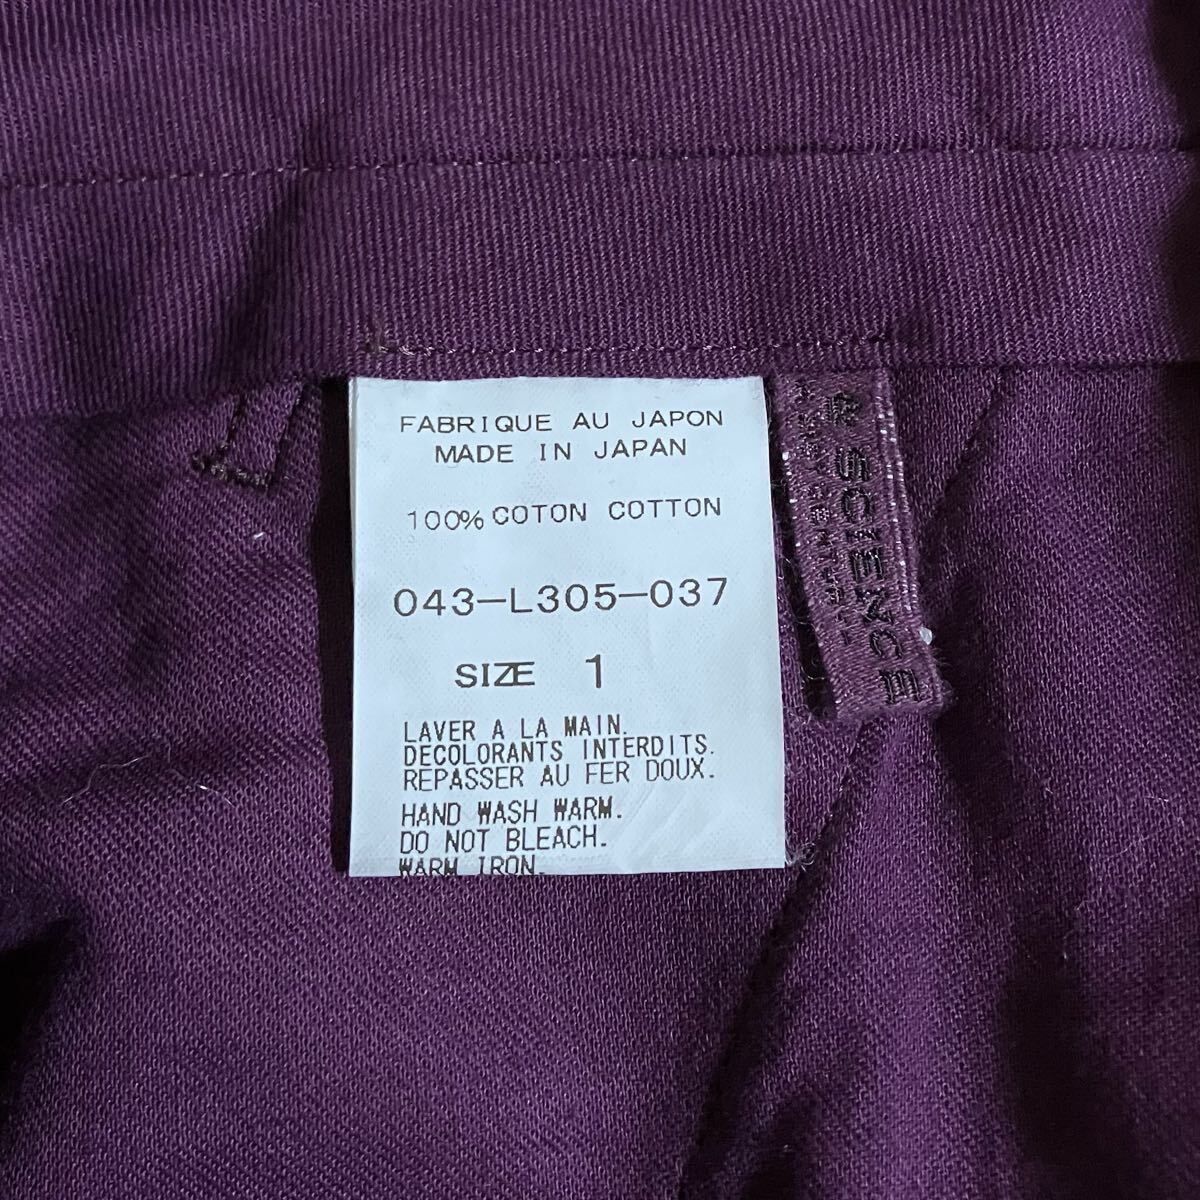 FABRIQUE AU JAPON
MADE IN JAPAN
100% COTON COTTON
043-L305-037
SIZE 1
LAVER A LA MAIN.
DECOLORANTS INTERDITS.
REPASSER AU FER DOUX.
HAND WASH WARM.
DO NOT BLEACH.
WARM IRON.
& SCIENCE